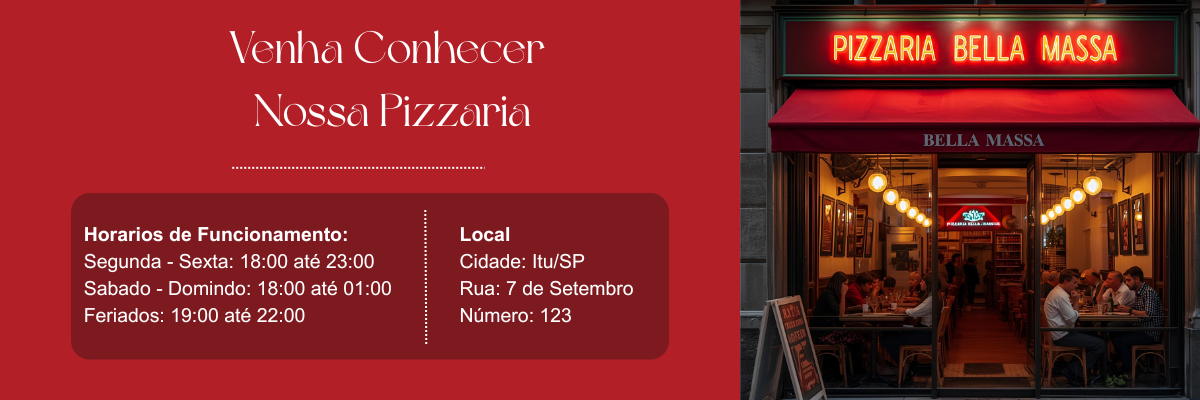 Venha Conhecer
Nossa Pizzaria
Horarios de Funcionamento:
Segunda - Sexta: 18:00 até 23:00
Sabado - Domindo: 18:00 até 01:00
Feriados: 19:00 até 22:00
Local
Cidade: Itu/SP
Rua: 7 de Setembro
Número: 123
PIZZARIA BELLA MASSA
BELLA MASSA